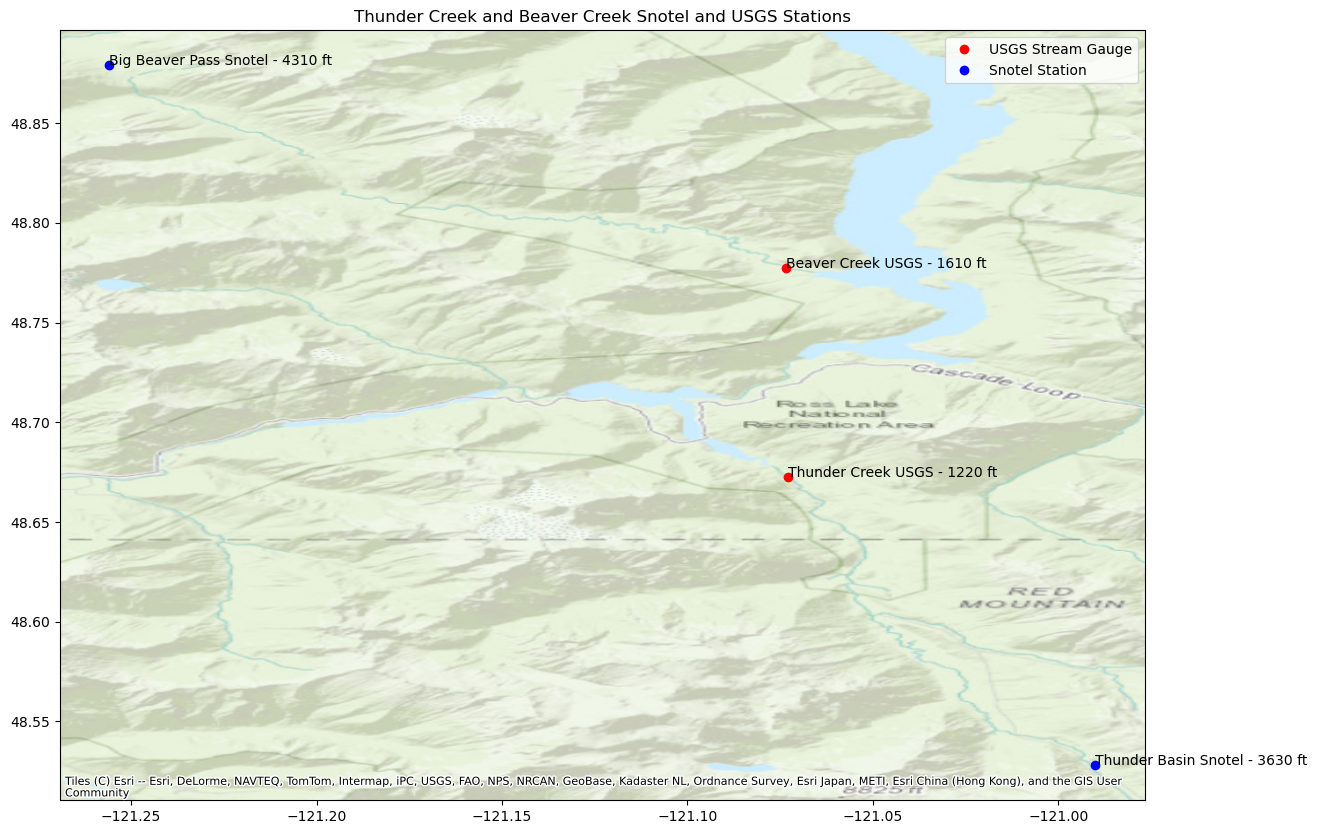 Thunder Creek and Beaver Creek Snotel and USGS Stations
Big Beaver Pass Snotel - 4310 ft
USGS Stream Gauge
Snotel Station
48.85
48.80
Beaver Creek USGS - 1610 ft
48.75
Cascade Loop
Ross Lake
National
Recreation Area
48.70
Thunder Creek USGS - 1220 ft
48.65
RED
MOUNTAIN
48.60
48.55
Thunder Basin Snotel - 3630 ft
Tiles (C) Esri -- Esri, DeLorme, NAVTEQ, TomTom, Intermap, iPC, USGS, FAO, NPS, NRCAN, GeoBase, Kadaster NL, Ordnance Survey, Esri Japan, METI, Esri China (Hong Kong), and the GIS User
Community
8825 ft
−121.25 −121.20 −121.15 −121.10 −121.05 −121.00